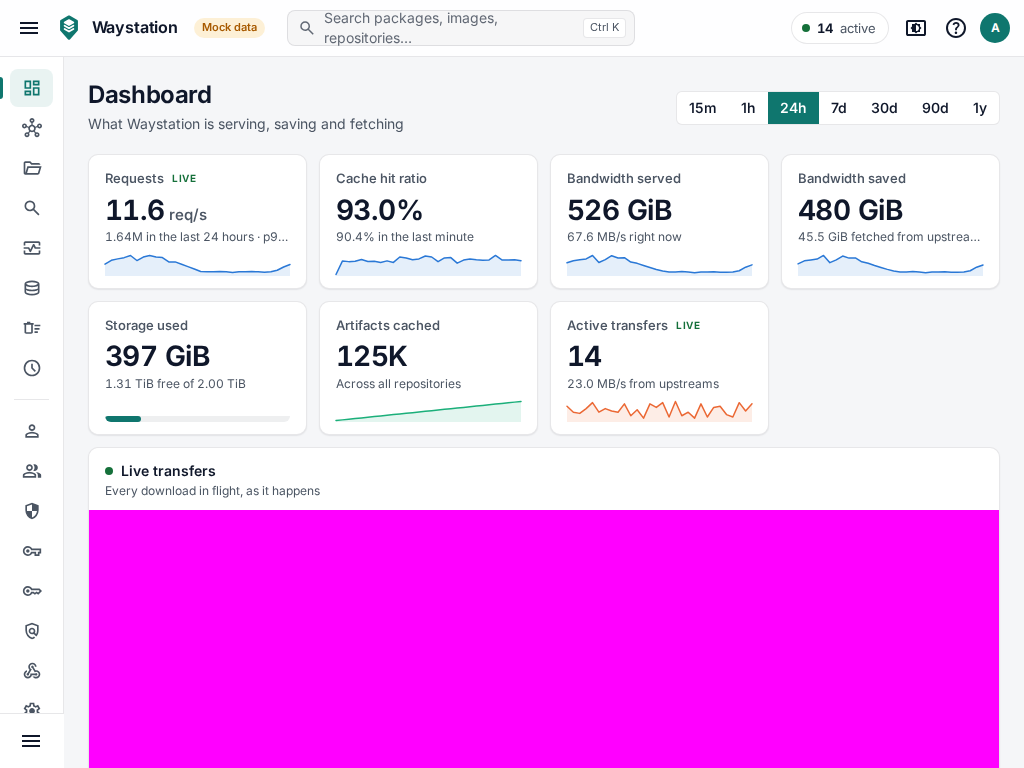 Waystation
Mock data
Search packages, images, repositories...
Ctrl K
14 active
A
Dashboard
What Waystation is serving, saving and fetching
15m 1h 24h 7d 30d 90d 1y
Requests LIVE
11.6 req/s
1.64M in the last 24 hours · p9...
Cache hit ratio
93.0%
90.4% in the last minute
Bandwidth served
526 GiB
67.6 MB/s right now
Bandwidth saved
480 GiB
45.5 GiB fetched from upstrea...
Storage used
397 GiB
1.31 TiB free of 2.00 TiB
Artifacts cached
125K
Across all repositories
Active transfers LIVE
14
23.0 MB/s from upstreams
Live transfers
Every download in flight, as it happens